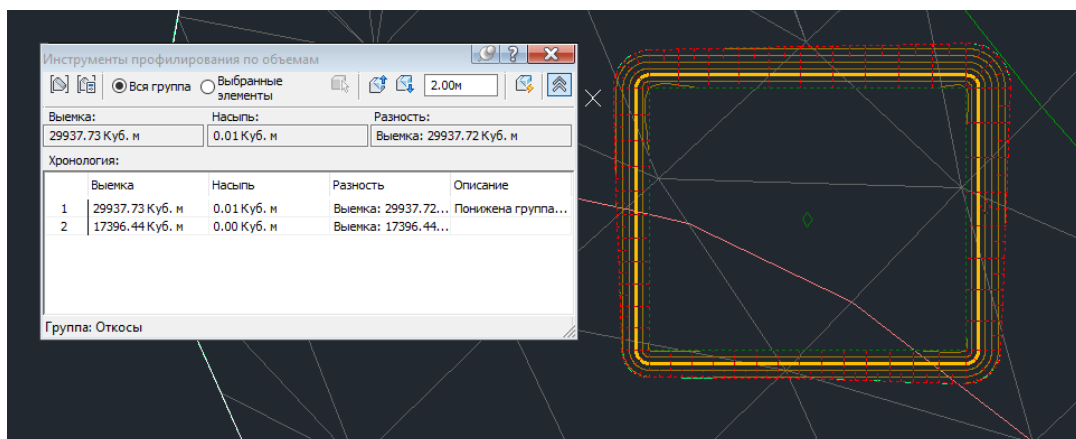 Инструменты профилирования по объемам
Вся группа Выбранные элементы 2.00м
Выемка: Насыпь: Разность:
29937.73 Куб. м 0.01 Куб. м Выемка: 29937.72 Куб. м
Хронология:
Выемка Насыпь Разность Описание
1 29937.73 Куб. м 0.01 Куб. м Выемка: 29937.72... Понижена группа...
2 17396.44 Куб. м 0.00 Куб. м Выемка: 17396.44...
Группа: Откосы